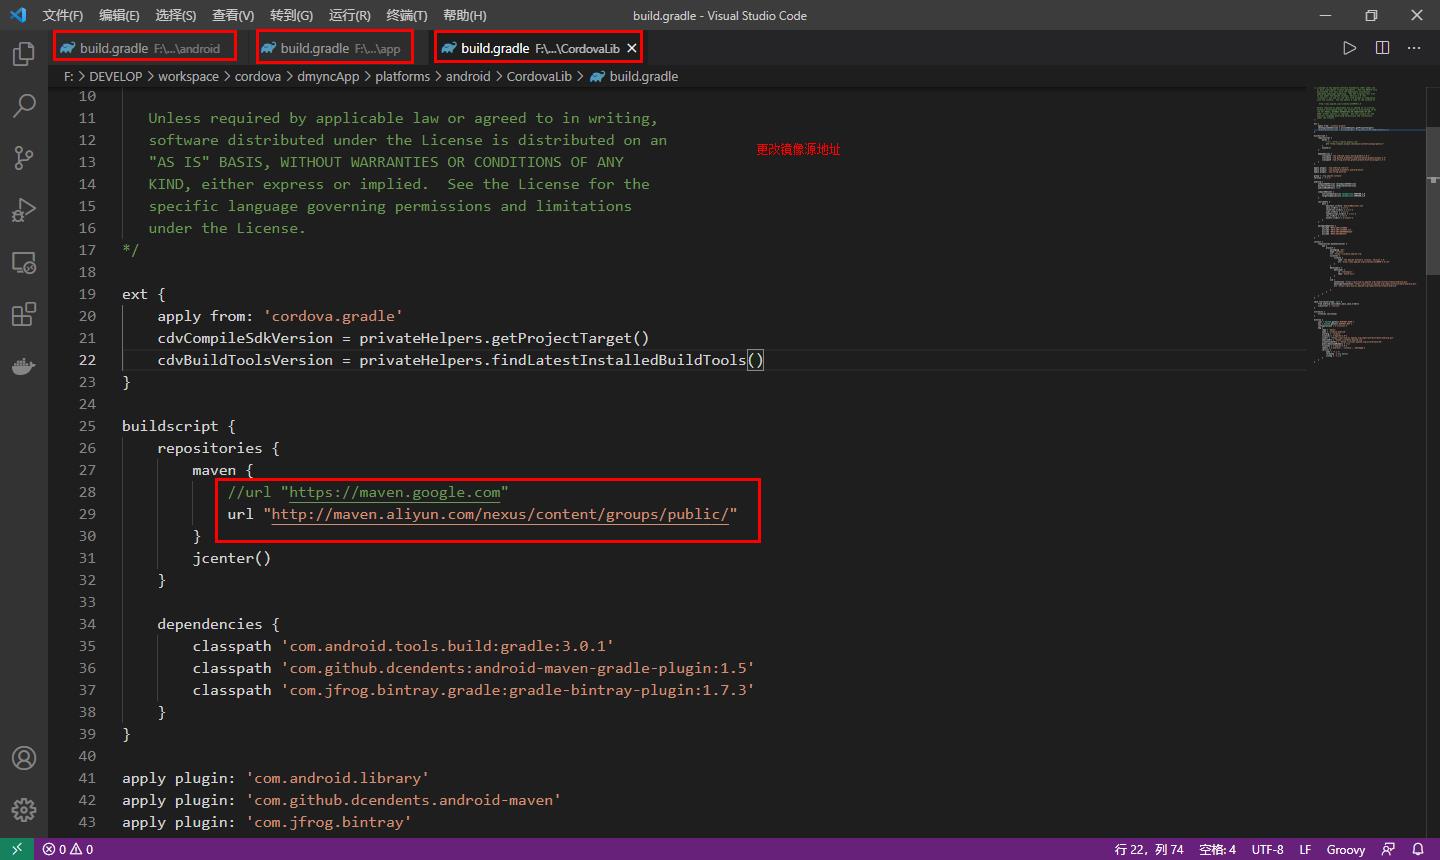 文件(F) 编辑(E) 选择(S) 查看(V) 转到(G) 运行(R) 终端(T) 帮助(H) build.gradle - Visual Studio Code
build.gradle F:\...\android build.gradle F:\...\app build.gradle F:\...\CordovaLib
F: > DEVELOP > workspace > cordova > dmyncApp > platforms > android > CordovaLib > build.gradle
10
11 Unless required by applicable law or agreed to in writing,
12 software distributed under the License is distributed on an
13 "AS IS" BASIS, WITHOUT WARRANTIES OR CONDITIONS OF ANY
更改镜像源地址
14 KIND, either express or implied.  See the License for the
15 specific language governing permissions and limitations
16 under the License.
17 */
18
19 ext {
20 apply from: 'cordova.gradle'
21 cdvCompileSdkVersion = privateHelpers.getProjectTarget()
22 cdvBuildToolsVersion = privateHelpers.findLatestInstalledBuildTools()
23 }
24
25 buildscript {
26 repositories {
27 maven {
28 //url "https://maven.google.com"
29 url "http://maven.aliyun.com/nexus/content/groups/public/"
30 }
31 jcenter()
32 }
33
34 dependencies {
35 classpath 'com.android.tools.build:gradle:3.0.1'
36 classpath 'com.github.dcendents:android-maven-gradle-plugin:1.5'
37 classpath 'com.jfrog.bintray.gradle:gradle-bintray-plugin:1.7.3'
38 }
39 }
40
41 apply plugin: 'com.android.library'
42 apply plugin: 'com.github.dcendents.android-maven'
43 apply plugin: 'com.jfrog.bintray'
0 0 行 22，列 74 空格: 4 UTF-8 LF Groovy